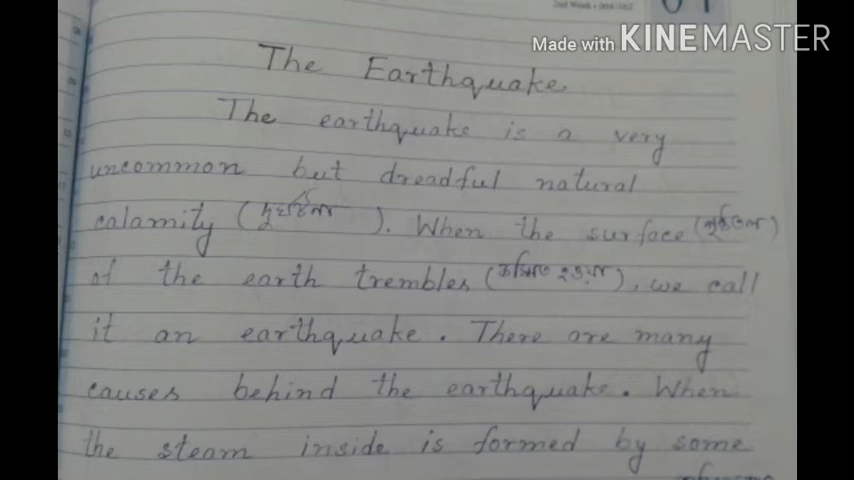 Made with KINEMASTER
The Earthquake.
The earthquake is a very
uncommon but dreadful natural
calamity ( ). When the surface (পৃষ্ঠতল)
of the earth trembles (কম্পিত হওয়া), we call
it an earthquake. There are many
causes behind the earthquake. When
the steam inside is formed by some